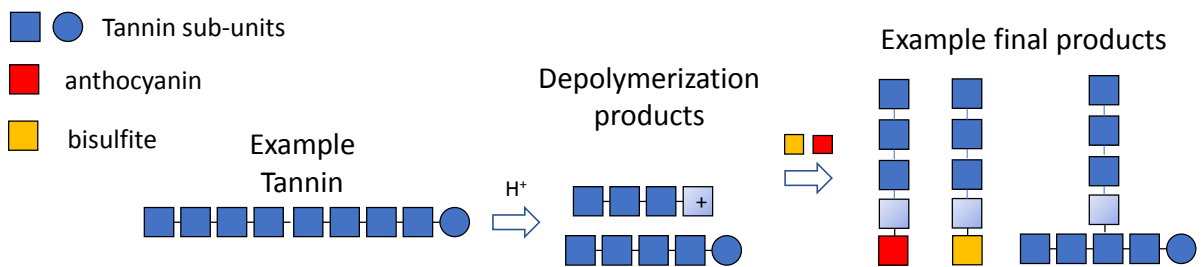 Tannin sub-units
anthocyanin
bisulfite
Example
Tannin
H⁺
Depolymerization
products
+
Example final products